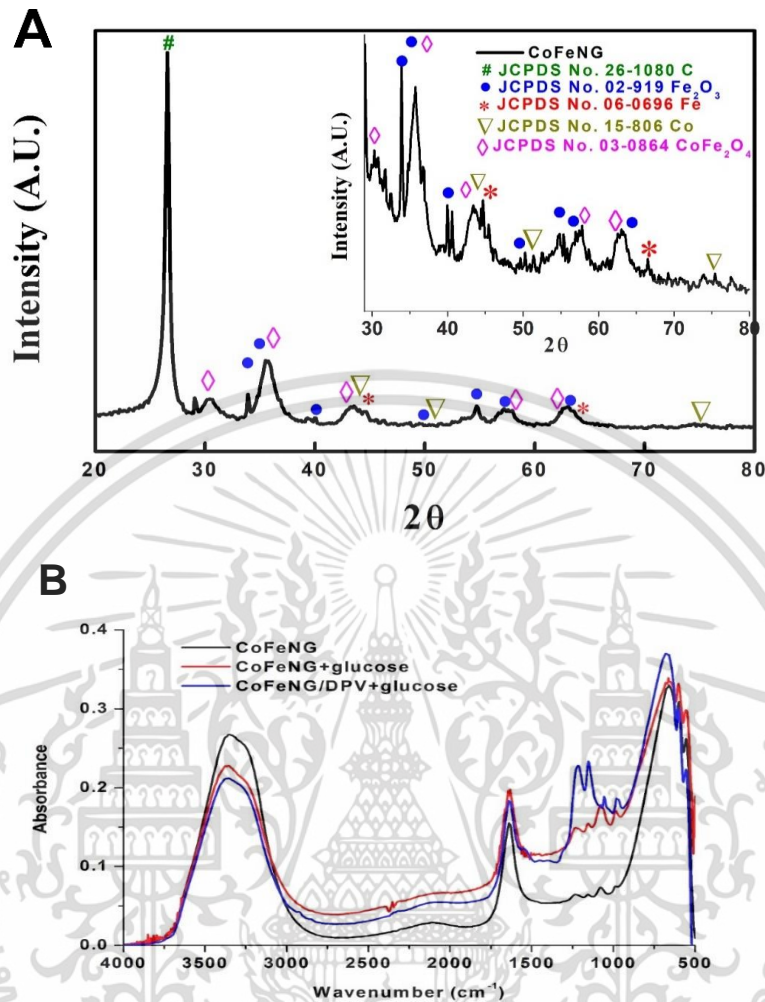 A
#
CoFeNG
# JCPDS No. 26-1080 C
JCPDS No. 02-919 Fe₂O₃
* JCPDS No. 06-0696 Fe
JCPDS No. 15-806 Co
JCPDS No. 03-0864 CoFe₂O₄
Intensity (A.U.)
30 40 50 60 70 80
2θ
Intensity (A.U.)
20 30 40 50 60 70 80
2θ
B
CoFeNG
CoFeNG+glucose
CoFeNG/DPV+glucose
Absorbance
0.4
0.3
0.2
0.1
0.0
4000 3500 3000 2500 2000 1500 1000 500
Wavenumber (cm⁻¹)